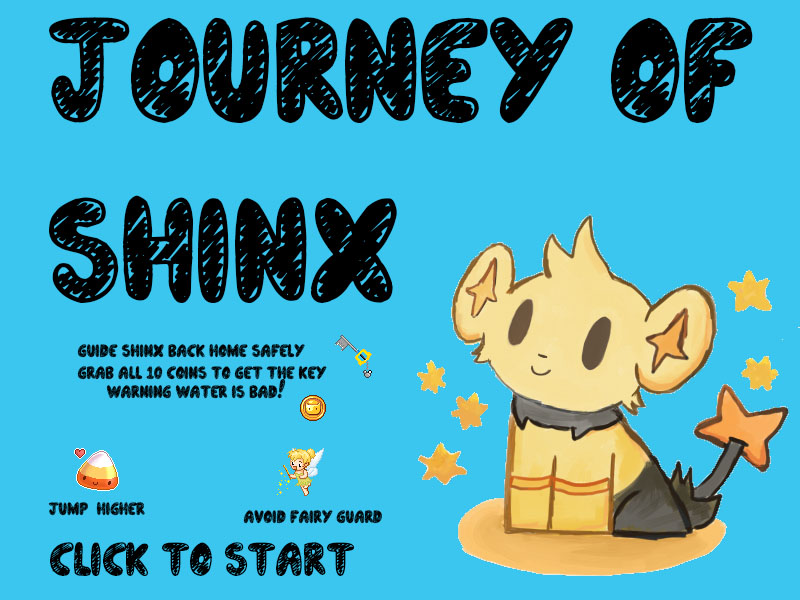 JOURNEY OF
SHINX
GUIDE SHINX BACK HOME SAFELY
GRAB ALL 10 COINS TO GET THE KEY
WARNING WATER IS BAD!
JUMP HIGHER
AVOID FAIRY GUARD
CLICK TO START